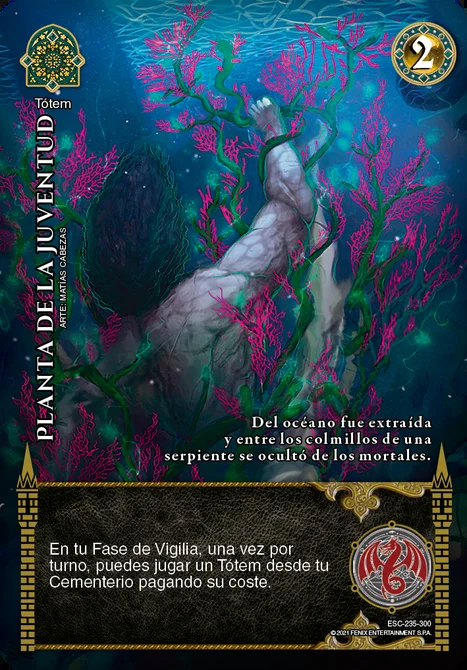 2
Tótem
PLANTA DE LA JUVENTUD
ARTE: MATÍAS CABEZAS
Del océano fue extraída
y entre los colmillos de una
serpiente se ocultó de los mortales.
En tu Fase de Vigilia, una vez por
turno, puedes jugar un Tótem desde tu
Cementerio pagando su coste.
ESC-235-300
©2021 FENIX ENTERTAINMENT S.P.A.